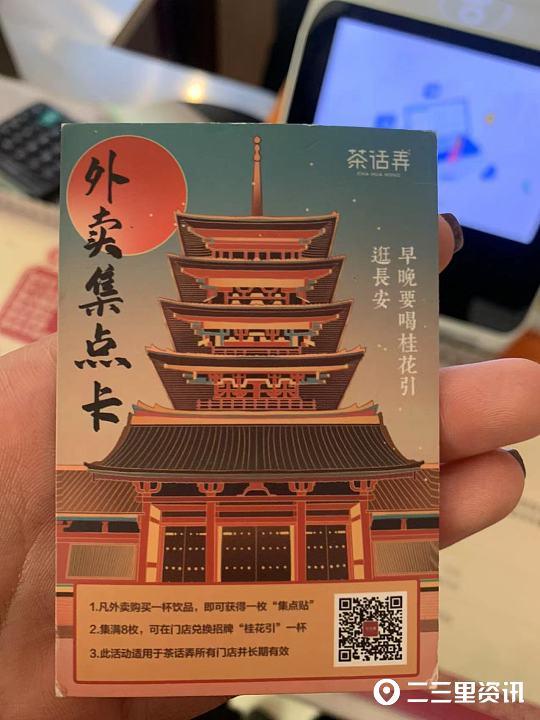 外卖集点卡
茶话弄
CHA HUA NONG
早晚要喝桂花引
逛長安
1.凡外卖购买一杯饮品，即可获得一枚“集点贴”
2.集满8枚，可在门店兑换招牌“桂花引”一杯
3.此活动适用于茶话弄所有门店并长期有效
二三里资讯